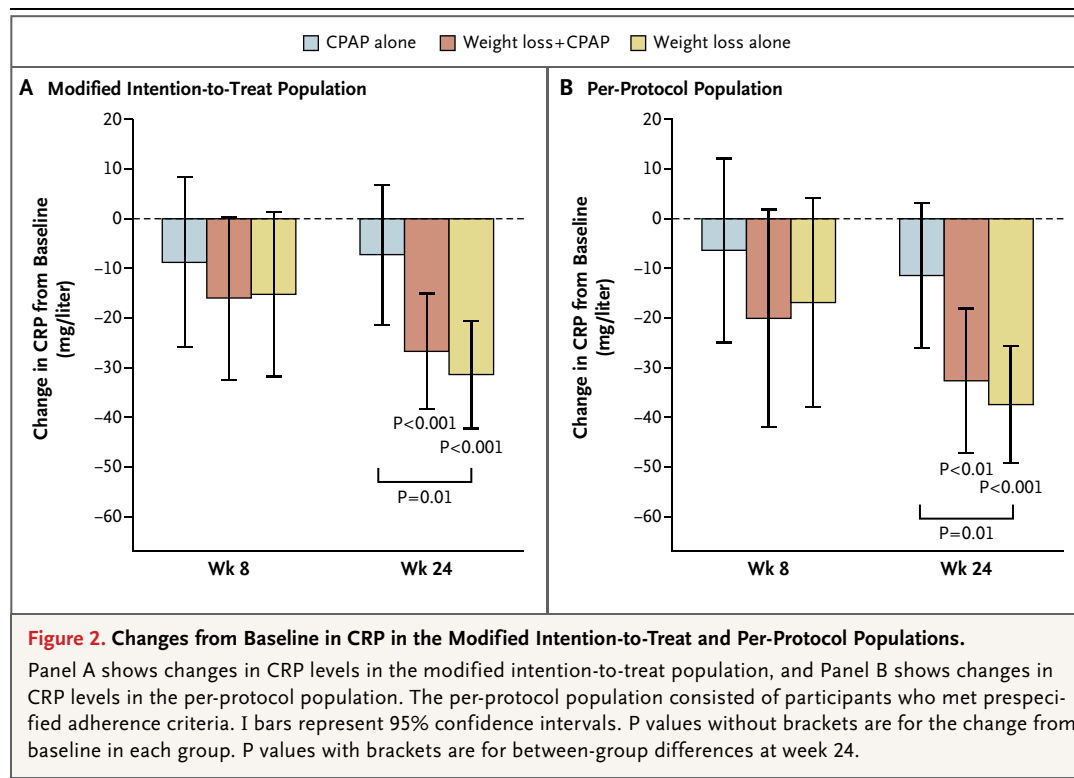 CPAP alone Weight loss+CPAP Weight loss alone
A Modified Intention-to-Treat Population
20
10
0
–10
–20
–30
–40
–50
–60
Change in CRP from Baseline
(mg/liter)
P<0.001
P<0.001
P=0.01
Wk 8 Wk 24
B Per-Protocol Population
20
10
0
–10
–20
–30
–40
–50
–60
Change in CRP from Baseline
(mg/liter)
P<0.01
P<0.001
P=0.01
Wk 8 Wk 24
Figure 2. Changes from Baseline in CRP in the Modified Intention-to-Treat and Per-Protocol Populations.
Panel A shows changes in CRP levels in the modified intention-to-treat population, and Panel B shows changes in
CRP levels in the per-protocol population. The per-protocol population consisted of participants who met prespeci-
fied adherence criteria. I bars represent 95% confidence intervals. P values without brackets are for the change from
baseline in each group. P values with brackets are for between-group differences at week 24.